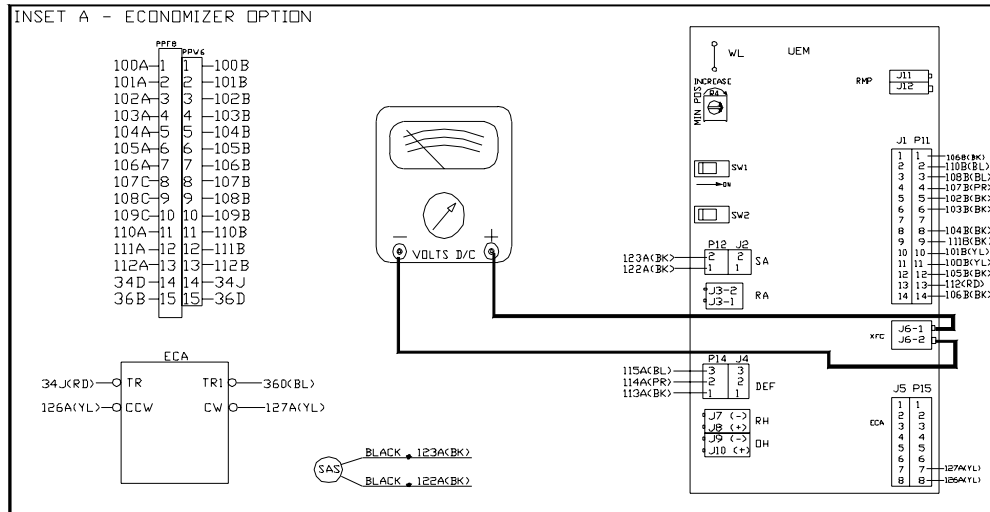 INSET A - ECONOMIZER OPTION
PPF8 PPW6
100A 1 1 100B
101A 2 2 101B
102A 3 3 102B
103A 4 4 103B
104A 5 5 104B
105A 6 6 105B
106A 7 7 106B
107C 8 8 107B
108C 9 9 108B
109C 10 10 109B
110A 11 11 110B
111A 12 12 111B
112A 13 13 112B
34D 14 14 34J
36B 15 15 36D
ECA
34J(RD) TR TR1 36D(BL)
126A(YL) CCW CW 127A(YL)
SAS
BLACK 123A(BK)
BLACK 122A(BK)
- VOLTS D/C +
WL
UEM
INCREASE
R4
MIN POS
SW1
ON
SW2
RMP
J11
J12
P12 J2
123A(BK) 2 2
122A(BK) 1 1
SA
J3-2
J3-1
RA
P14 J4
115A(BL) 3 3
114A(PR) 2 2
113A(BK) 1 1
DEF
J7 (-)
J8 (+)
RH
J9 (-)
J10 (+)
OH
J1 P11
1 1 106B(BK)
2 2 110B(BL)
3 3 108B(BL)
4 4 107B(PR)
5 5 102B(BK)
6 6 103B(BK)
7 7
8 8 104B(BK)
9 9 111B(BK)
10 10 101B(YL)
11 11 100B(YL)
12 12 105B(BK)
13 13 112(RD)
14 14 106B(BK)
XFC
J6-1
J6-2
J5 P15
ECA
1 1
2 2
3 3
4 4
5 5
6 6
7 7 127A(YL)
8 8 126A(YL)